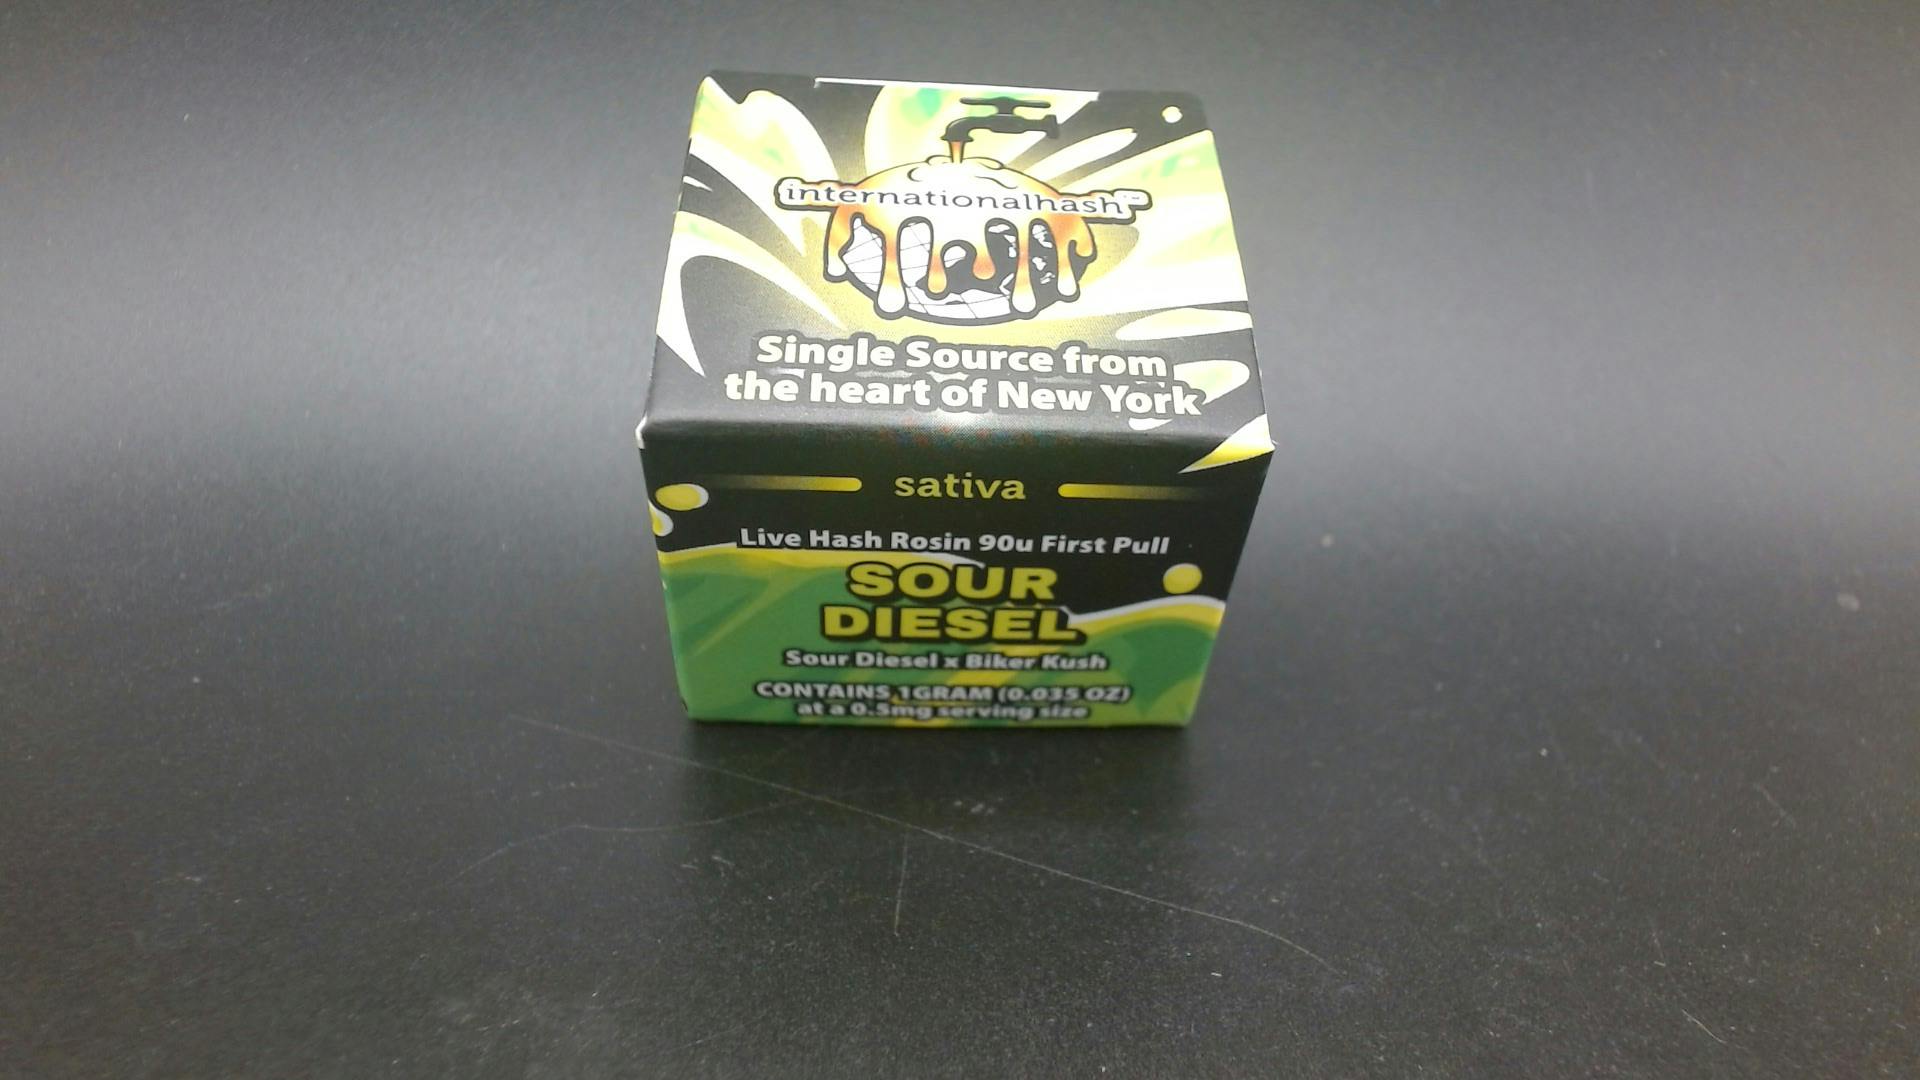 internationalhash™
Single Source from
the heart of New York
sativa
Live Hash Rosin 90u First Pull
SOUR
DIESEL
Sour Diesel x Biker Kush
CONTAINS 1GRAM (0.035 OZ)
at a 0.5mg serving size